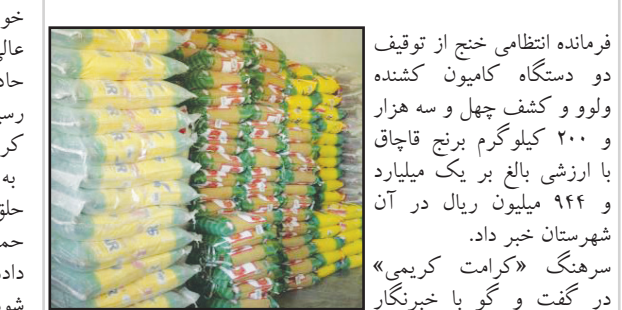 فرمانده انتظامی خنج از توقیف
دو دستگاه کامیون کشنده
ولوو و کشف چهل و سه هزار
و ۲۰۰ کیلوگرم برنج قاچاق
با ارزشی بالغ بر یک میلیارد
و ۹۴۴ میلیون ریال در آن
شهرستان خبر داد.
سرهنگ «کرامت کریمی»
در گفت و گو با خبرنگار